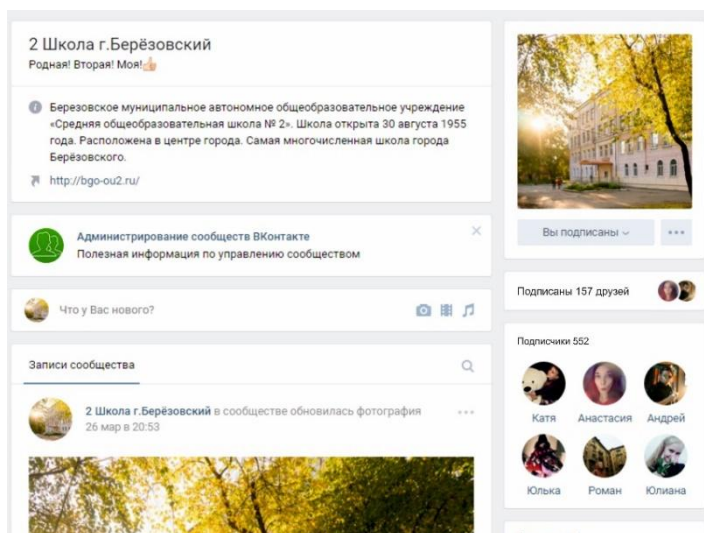 2 Школа г.Берёзовский
Родная! Вторая! Моя!
Березовское муниципальное автономное общеобразовательное учреждение
«Средняя общеобразовательная школа № 2». Школа открыта 30 августа 1955
года. Расположена в центре города. Самая многочисленная школа города
Берёзовского.
http://bgo-ou2.ru/
Администрирование сообществ ВКонтакте
Полезная информация по управлению сообществом
Что у Вас нового?
Записи сообщества
2 Школа г.Берёзовский в сообществе обновилась фотография
26 мар в 20:53
Вы подписаны
Подписаны 157 друзей
Подписчики 552
Катя Анастасия Андрей
Юлька Роман Юлиана